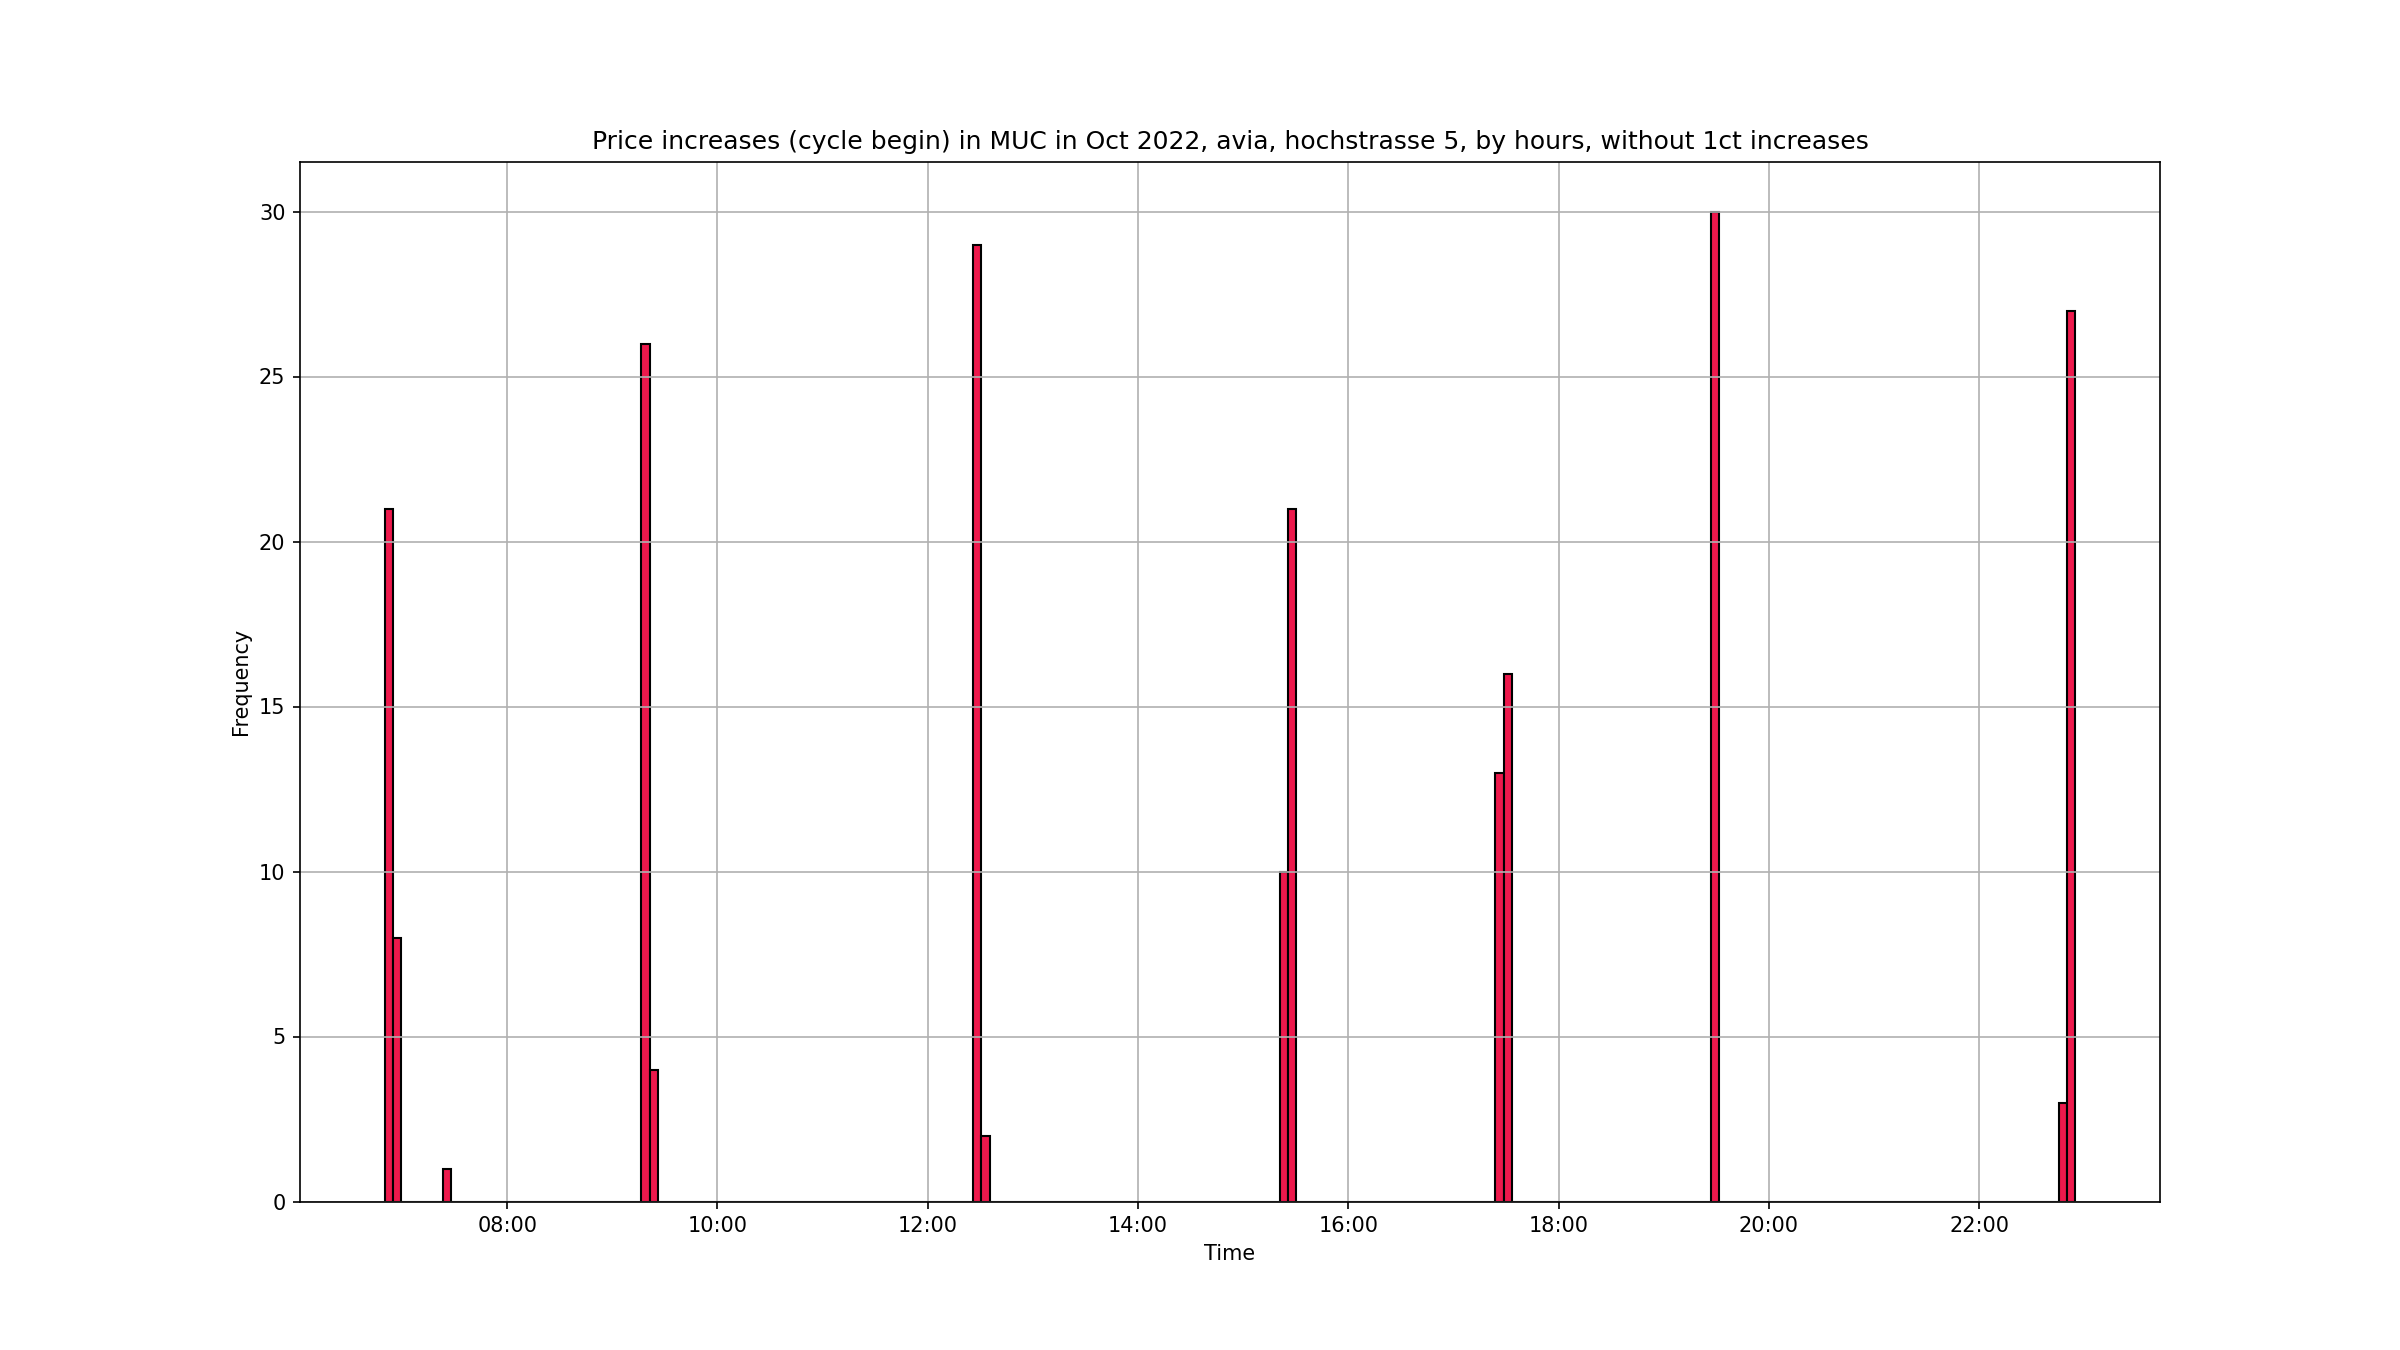 Price increases (cycle begin) in MUC in Oct 2022, avia, hochstrasse 5, by hours, without 1ct increases
30
25
20
15
10
5
0
Frequency
08:00 10:00 12:00 14:00 16:00 18:00 20:00 22:00
Time